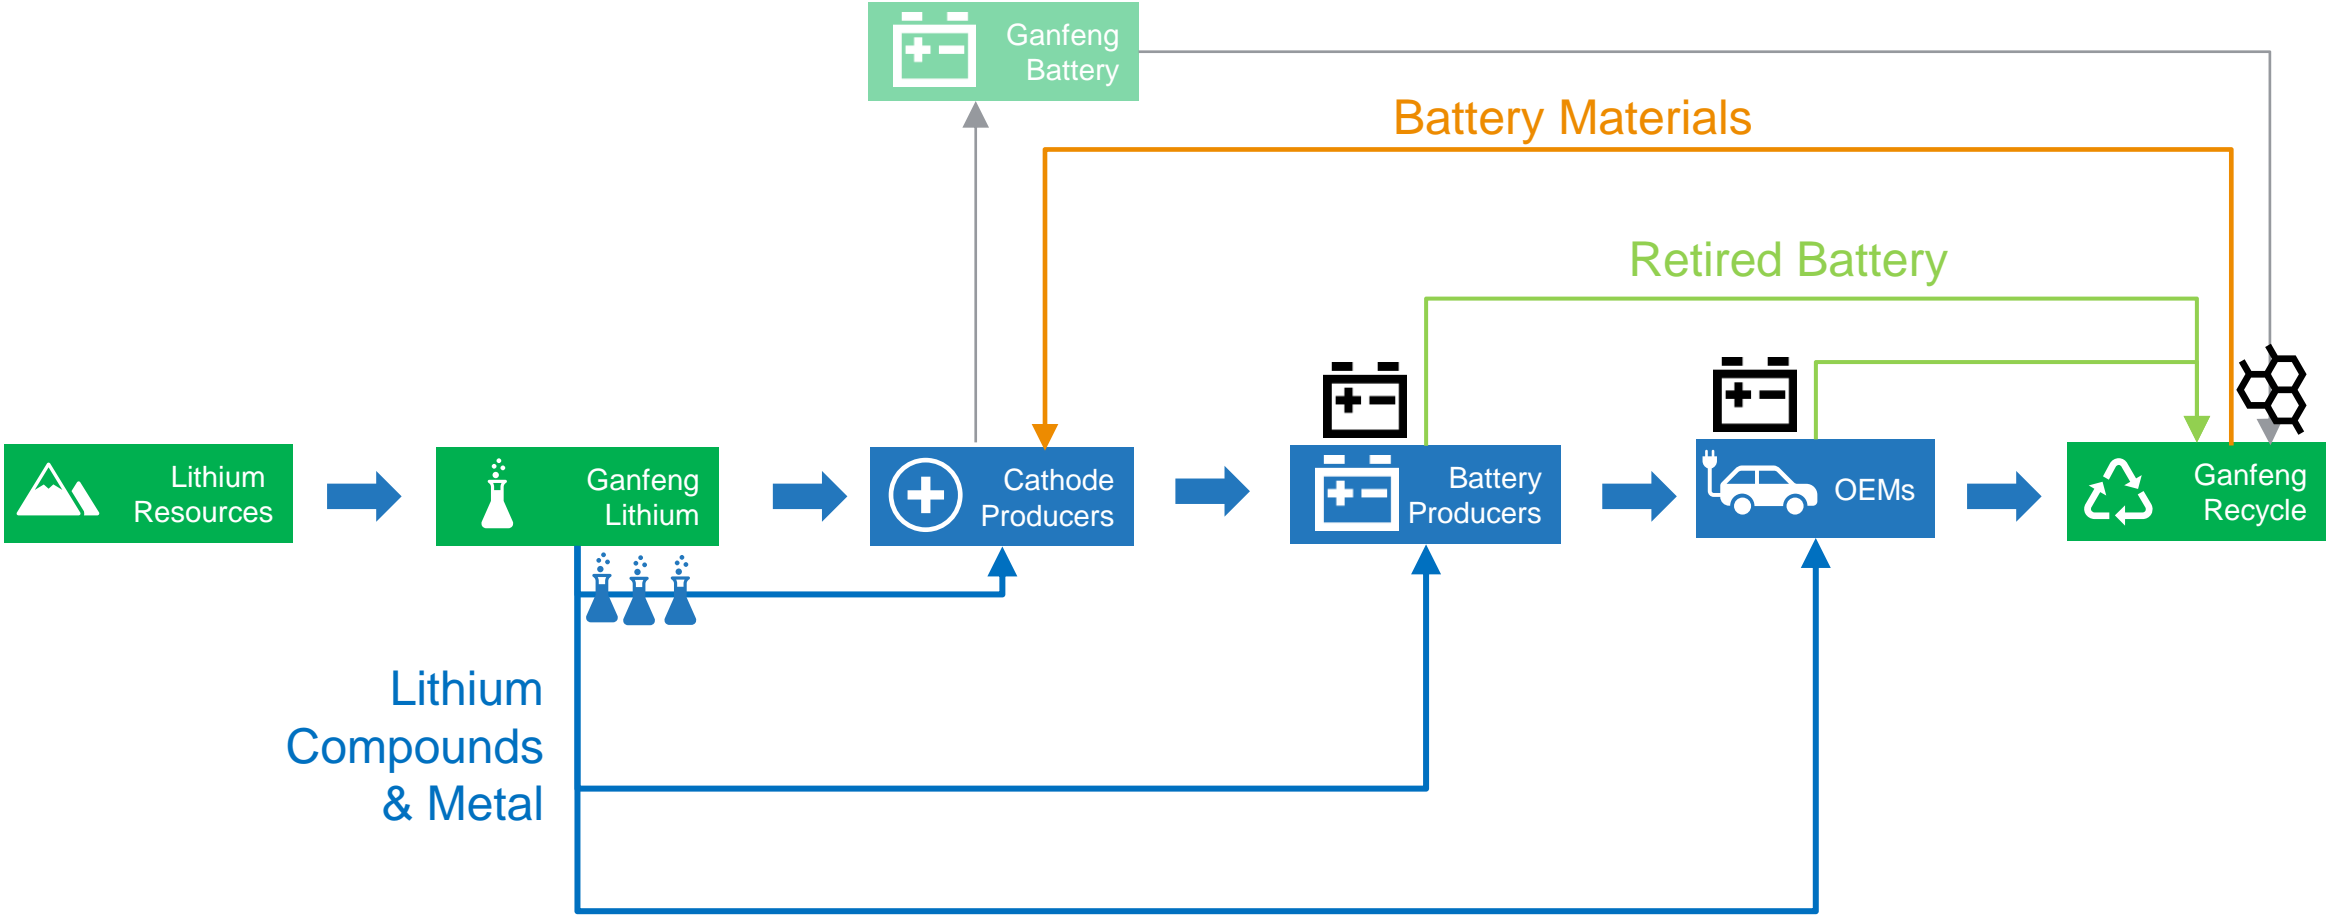 Ganfeng
Battery
Battery Materials
Retired Battery
Lithium
Resources
Ganfeng
Lithium
Cathode
Producers
Battery
Producers
OEMs
Ganfeng
Recycle
Lithium
Compounds
& Metal